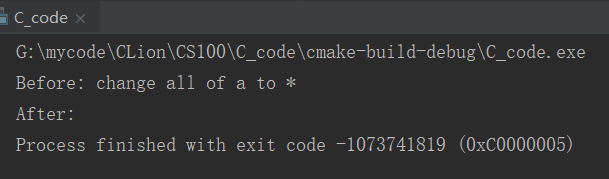 C_code
G:\mycode\CLion\CS100\C_code\cmake-build-debug\C_code.exe
Before: change all of a to *
After:
Process finished with exit code -1073741819 (0xC0000005)